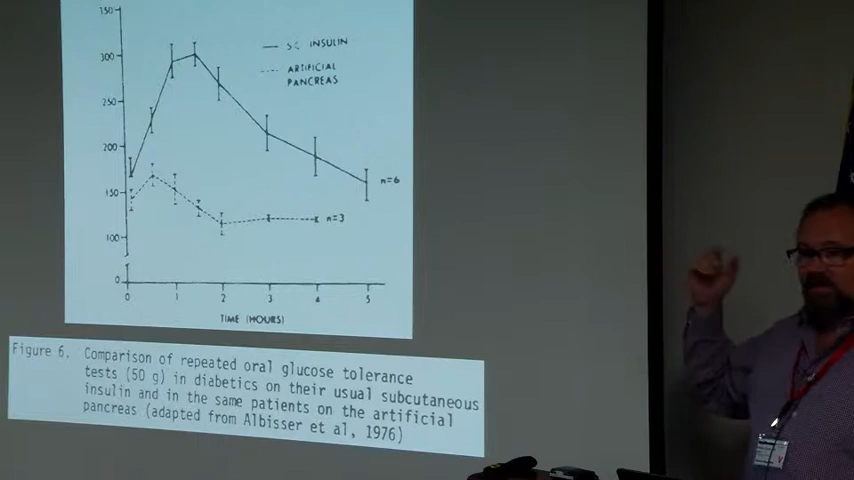 350
300
250
200
150
100
0
SC INSULIN
ARTIFICIAL
PANCREAS
n=6
n=3
0 1 2 3 4 5
TIME (HOURS)
Figure 6. Comparison of repeated oral glucose tolerance
tests (50 g) in diabetics on their usual subcutaneous
insulin and in the same patients on the artificial
pancreas (adapted from Albisser et al, 1976)